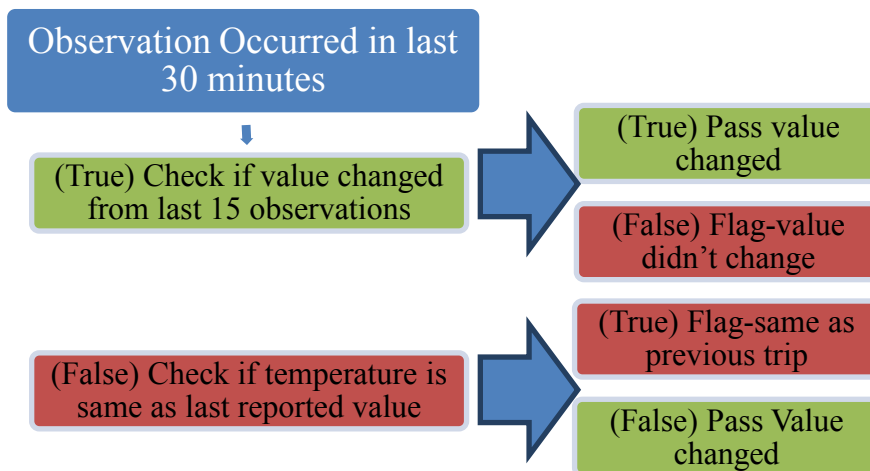 Observation Occurred in last
30 minutes
(True) Check if value changed
from last 15 observations
(True) Pass value
changed
(False) Flag-value
didn’t change
(False) Check if temperature is
same as last reported value
(True) Flag-same as
previous trip
(False) Pass Value
changed